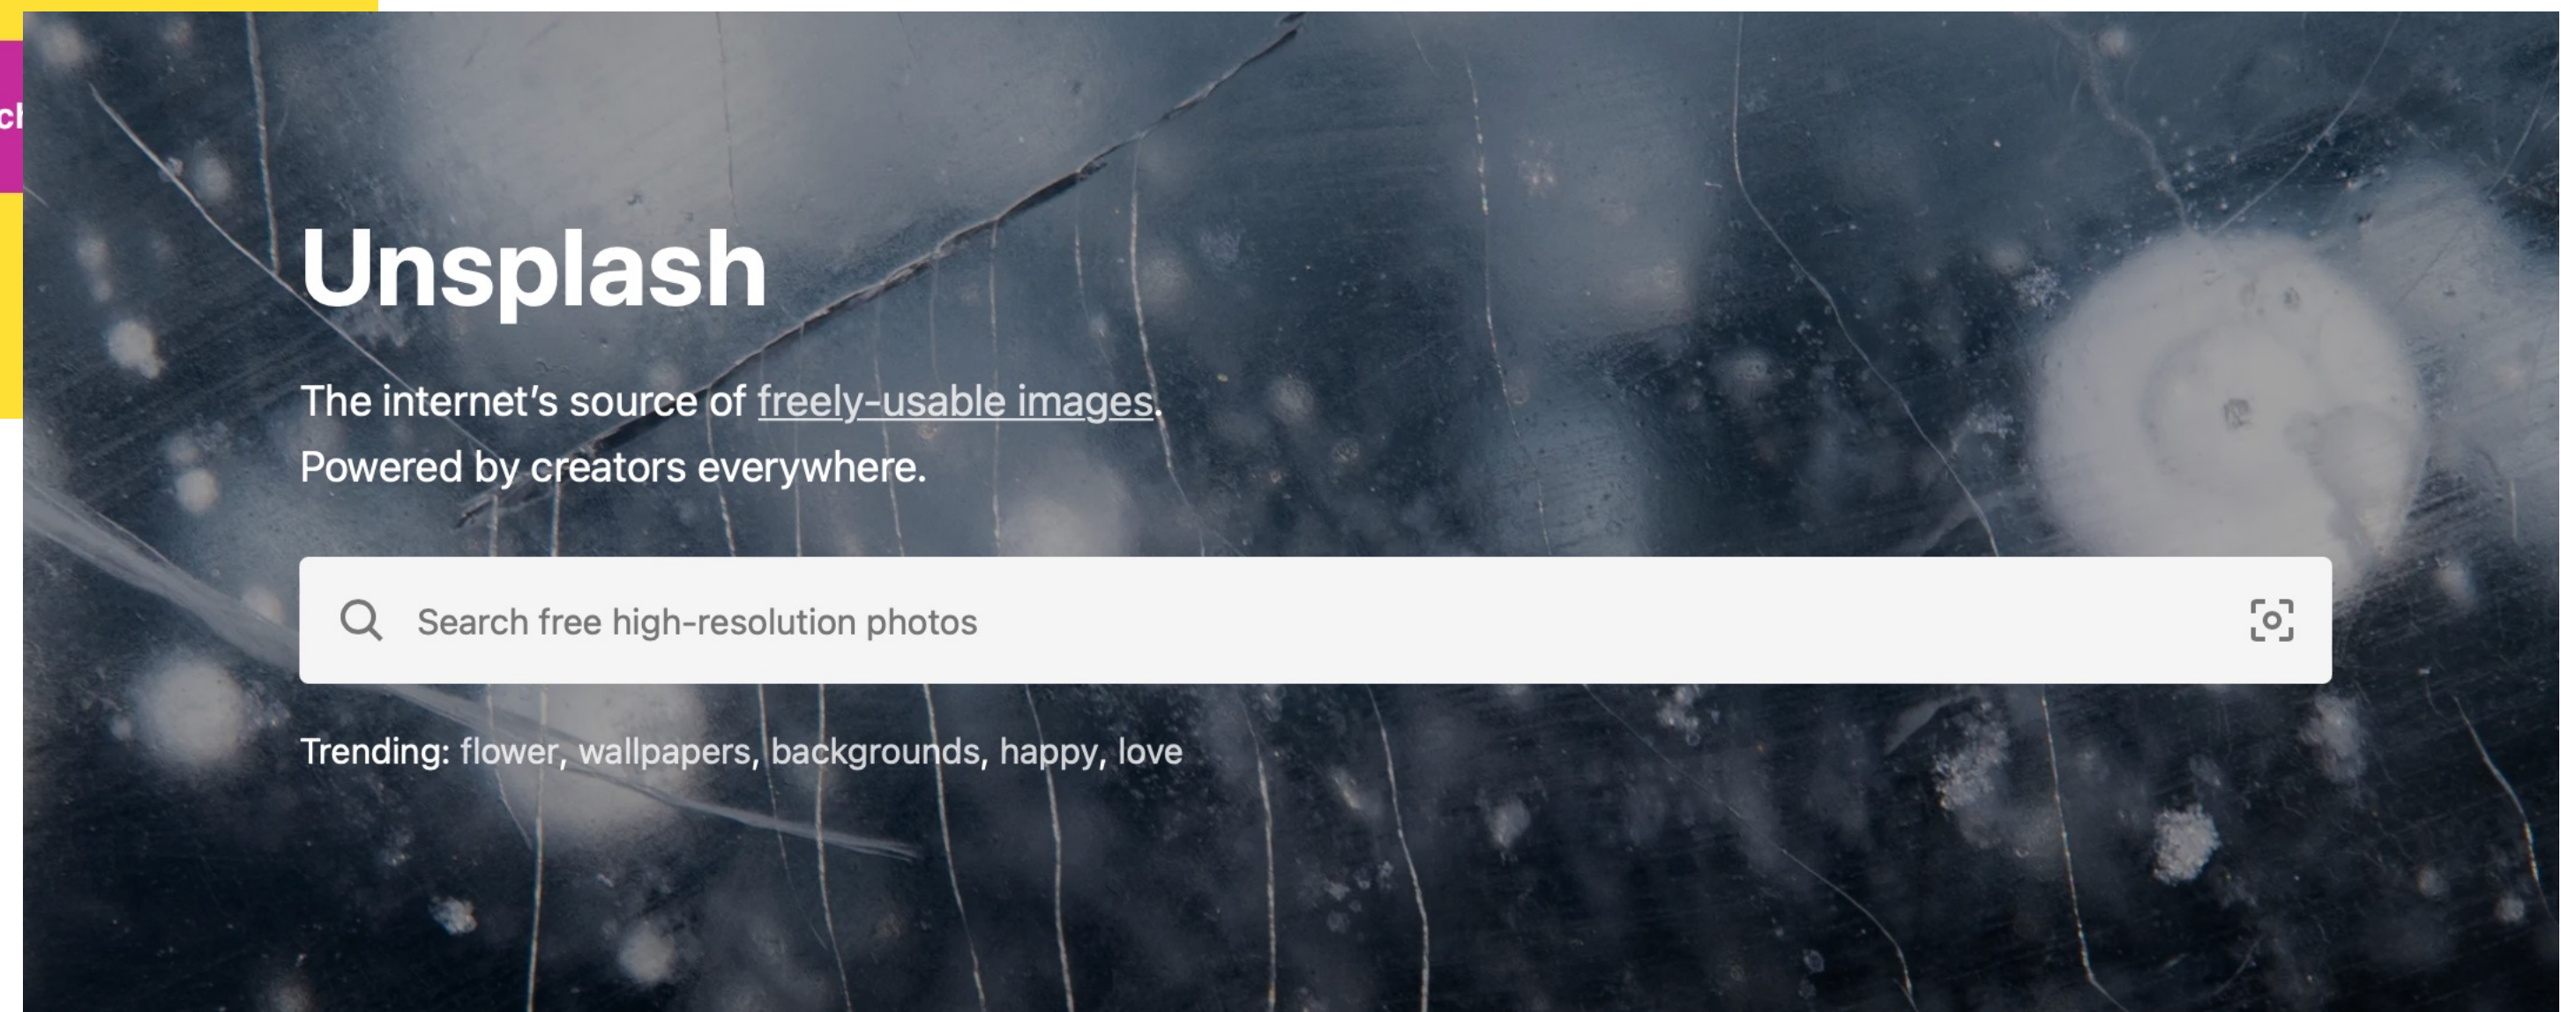 ch
Unsplash
The internet’s source of freely-usable images.
Powered by creators everywhere.
Search free high-resolution photos
Trending: flower, wallpapers, backgrounds, happy, love